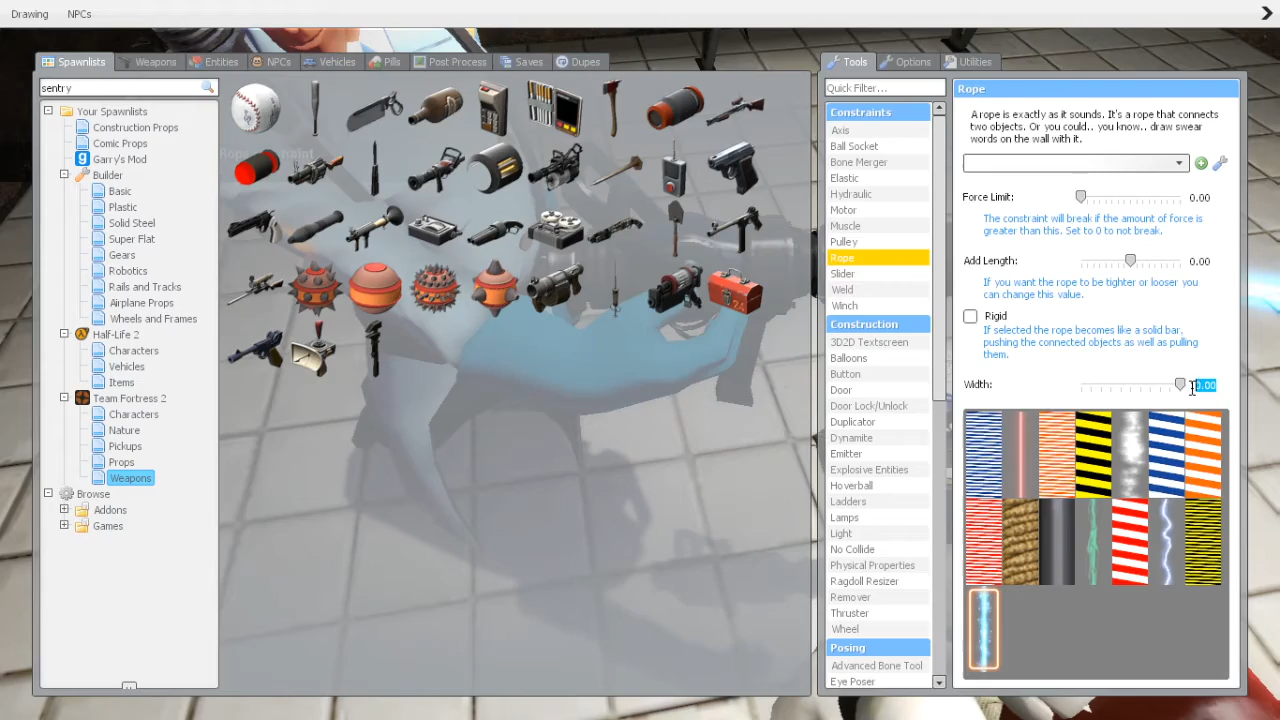 Drawing NPCs
Spawnlists Weapons Entities NPCs Vehicles Pills Post Process Saves Dupes
sentry
Your Spawnlists
Construction Props
Comic Props
Garry's Mod
Builder
Basic
Plastic
Solid Steel
Super Flat
Gears
Robotics
Rails and Tracks
Airplane Props
Wheels and Frames
Half-Life 2
Characters
Vehicles
Items
Team Fortress 2
Characters
Nature
Pickups
Props
Weapons
Browse
Addons
Games
Tools Options Utilities
Quick Filter...
Constraints
Axis
Ball Socket
Bone Merger
Elastic
Hydraulic
Motor
Muscle
Pulley
Rope
Slider
Weld
Winch
Construction
3D2D Textscreen
Balloons
Button
Door
Door Lock/Unlock
Duplicator
Dynamite
Emitter
Explosive Entities
Hoverball
Ladders
Lamps
Light
No Collide
Physical Properties
Ragdoll Resizer
Remover
Thruster
Wheel
Posing
Advanced Bone Tool
Eye Poser
Rope
A rope is exactly as it sounds. It's a rope that connects
two objects. Or you could.. you know.. draw swear
words on the wall with it.
Force Limit: 0.00
The constraint will break if the amount of force is
greater than this. Set to 0 to not break.
Add Length: 0.00
If you want the rope to be tighter or looser you
can change this value.
Rigid
If selected the rope becomes like a solid bar,
pushing the connected objects as well as pulling
them.
Width: